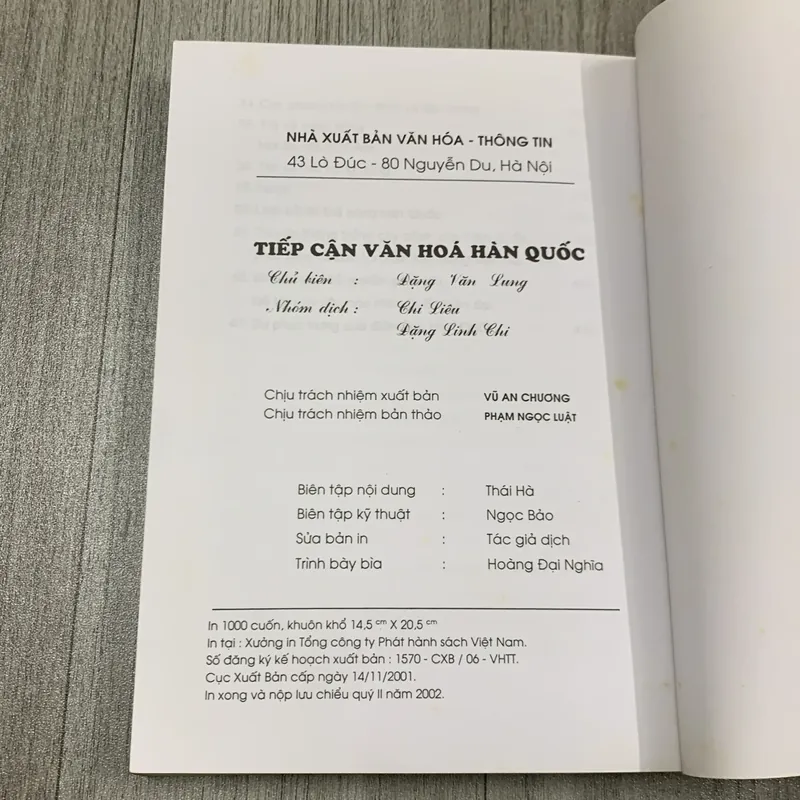 NHÀ XUẤT BẢN VĂN HÓA - THÔNG TIN
43 Lò Đúc - 80 Nguyễn Du, Hà Nội
TIẾP CẬN VĂN HOÁ HÀN QUỐC
Chủ biên : Đặng Văn Lung
Nhóm dịch : Chi Liêu
Đặng Linh Chi
Chịu trách nhiệm xuất bản VŨ AN CHƯƠNG
Chịu trách nhiệm bản thảo PHẠM NGỌC LUẬT
Biên tập nội dung : Thái Hà
Biên tập kỹ thuật : Ngọc Bảo
Sửa bản in : Tác giả dịch
Trình bày bìa : Hoàng Đại Nghĩa
In 1000 cuốn, khuôn khổ 14,5 cm X 20,5 cm
In tại : Xưởng in Tổng công ty Phát hành sách Việt Nam.
Số đăng ký kế hoạch xuất bản : 1570 - CXB / 06 - VHTT.
Cục Xuất Bản cấp ngày 14/11/2001.
In xong và nộp lưu chiểu quý II năm 2002.